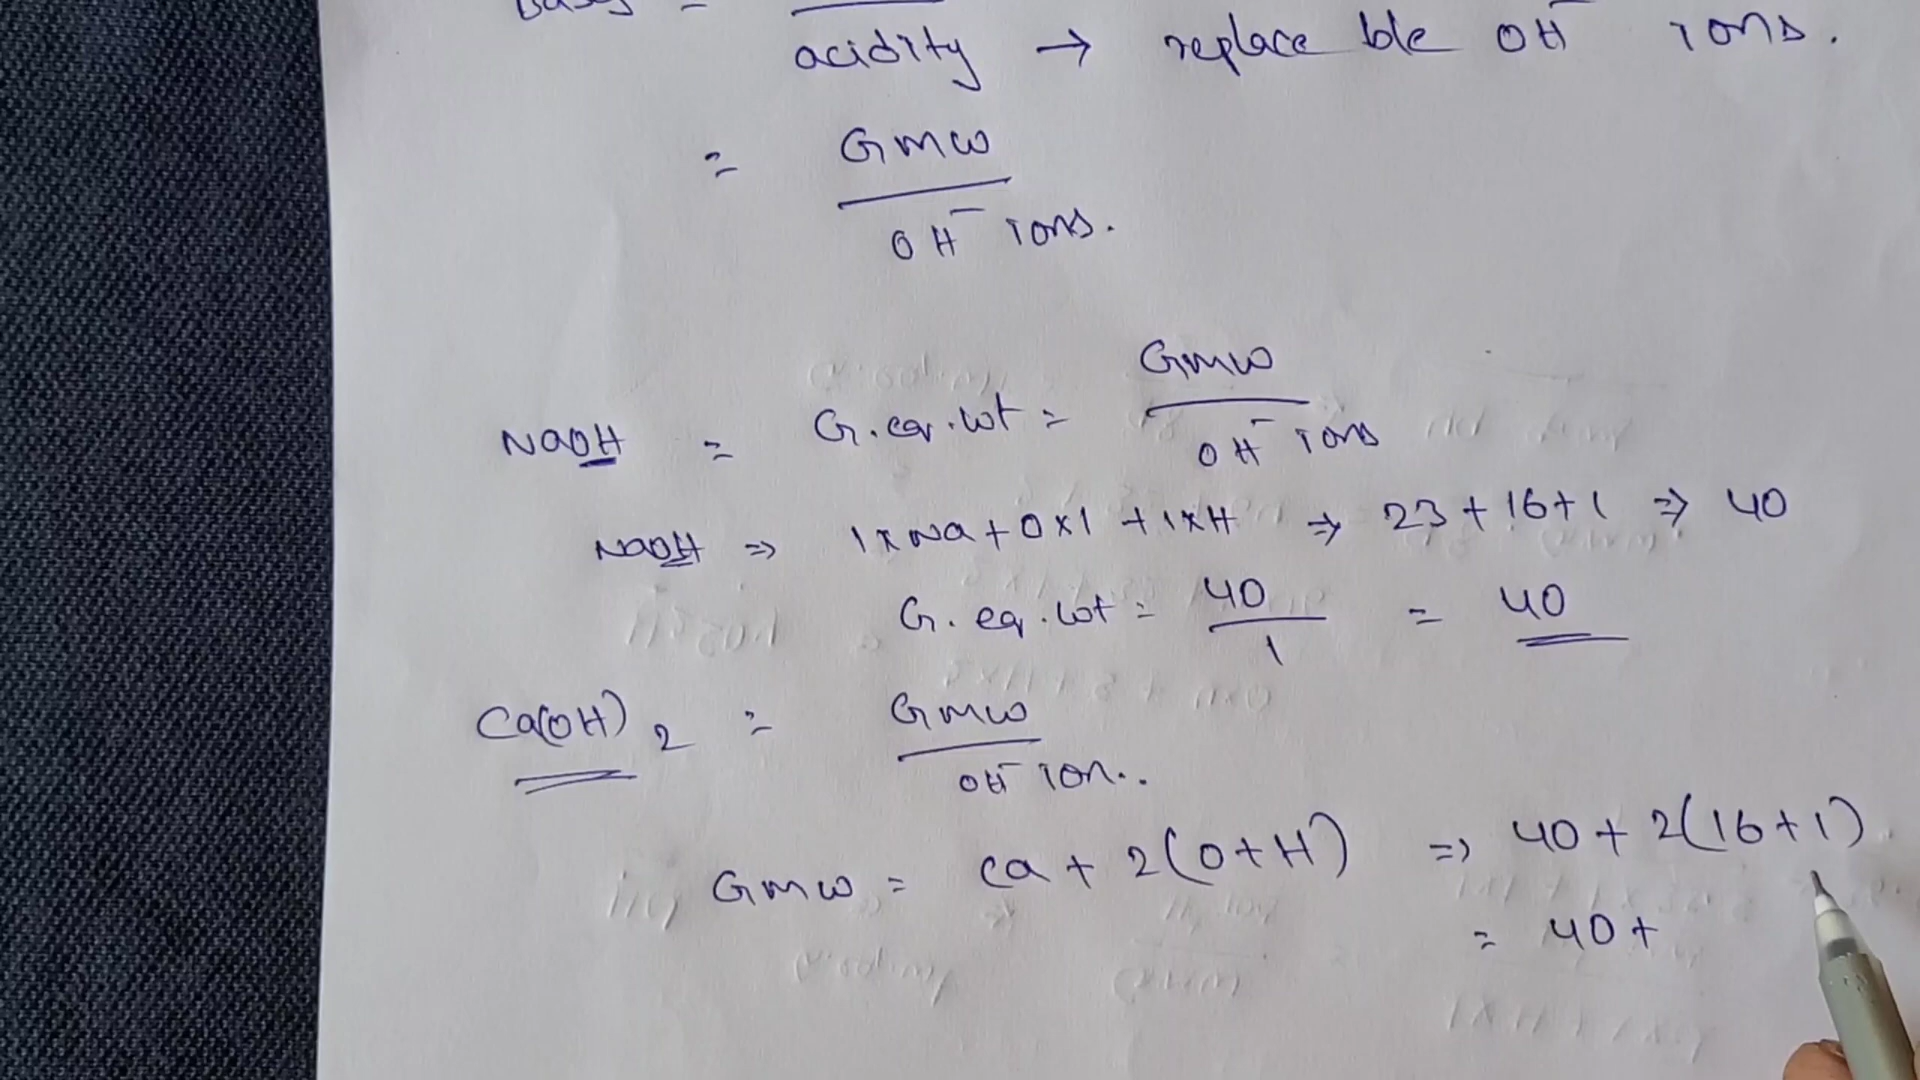 acidity → replace ble OH⁻ ions.
= GMW / OH⁻ ions.
NaOH = G.eq.wt = GMW / OH⁻ ions
NaOH ⇒ 1×Na+O×1+1×H ⇒ 23+16+1 ⇒ 40
G.eq.wt = 40 / 1 = 40
Ca(OH)2 = GMW / OH⁻ ion..
GMW = Ca + 2(O+H) => 40+2(16+1)
= 40+